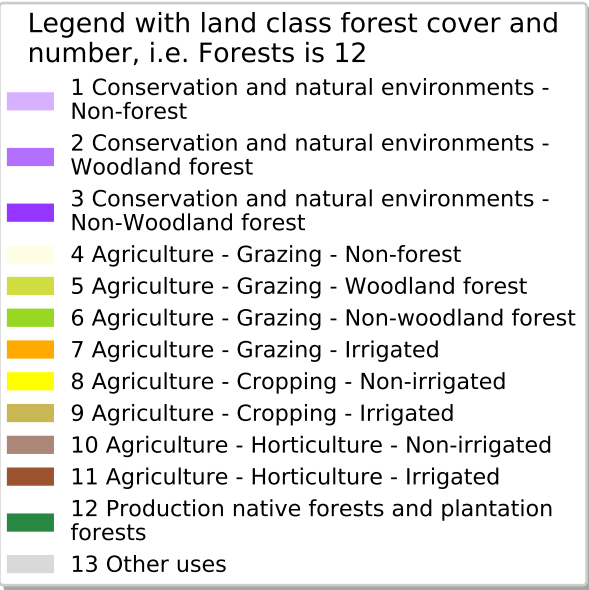 Legend with land class forest cover and
number, i.e. Forests is 12
1 Conservation and natural environments -
Non-forest
2 Conservation and natural environments -
Woodland forest
3 Conservation and natural environments -
Non-Woodland forest
4 Agriculture - Grazing - Non-forest
5 Agriculture - Grazing - Woodland forest
6 Agriculture - Grazing - Non-woodland forest
7 Agriculture - Grazing - Irrigated
8 Agriculture - Cropping - Non-irrigated
9 Agriculture - Cropping - Irrigated
10 Agriculture - Horticulture - Non-irrigated
11 Agriculture - Horticulture - Irrigated
12 Production native forests and plantation
forests
13 Other uses